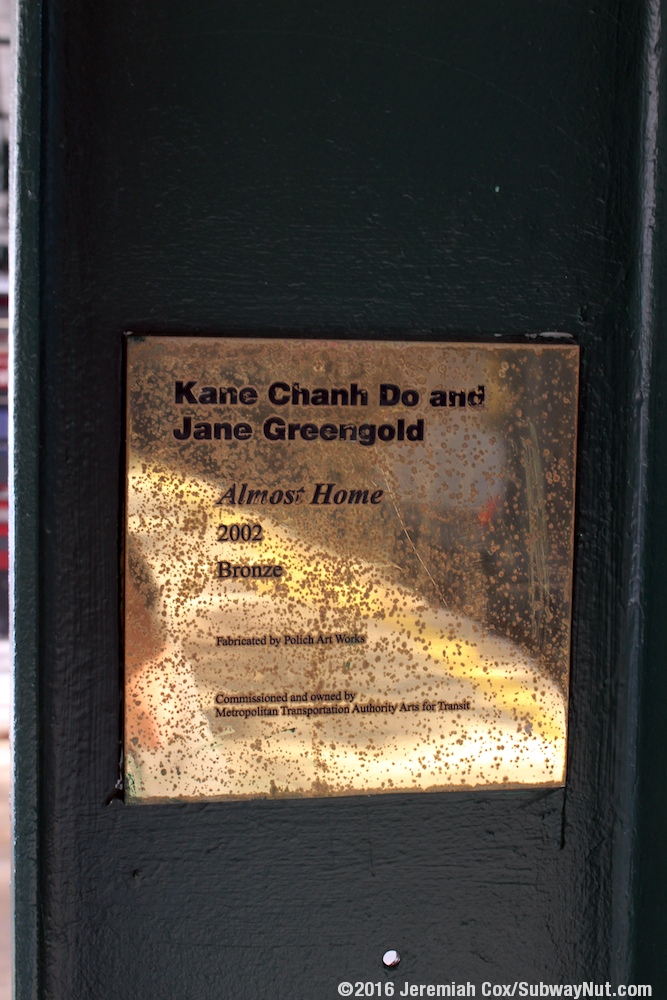 Kane Chanh Do and
Jane Greengold
Almost Home
2002
Bronze
Fabricated by Polich Art Works
Commissioned and owned by
Metropolitan Transportation Authority Arts for Transit
©2016 Jeremiah Cox/SubwayNut.com